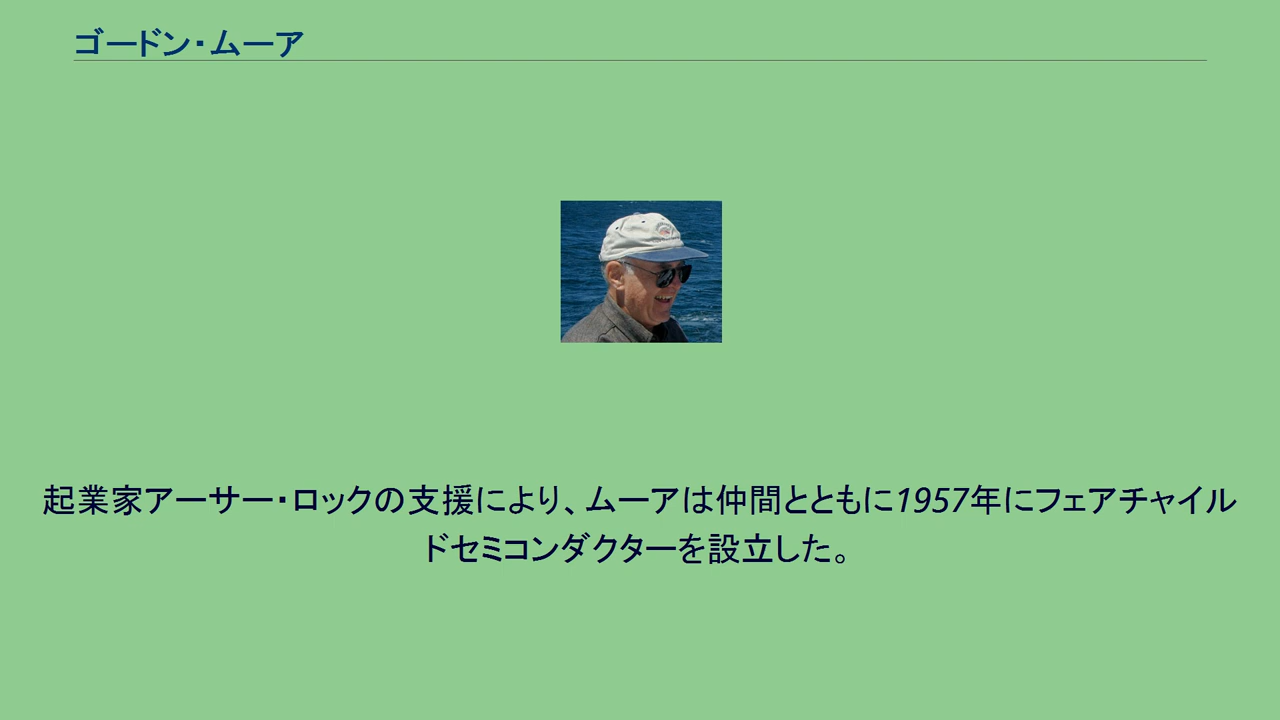 ゴードン・ムーア
起業家アーサー・ロックの支援により、ムーアは仲間とともに1957年にフェアチャイル
ドセミコンダクターを設立した。